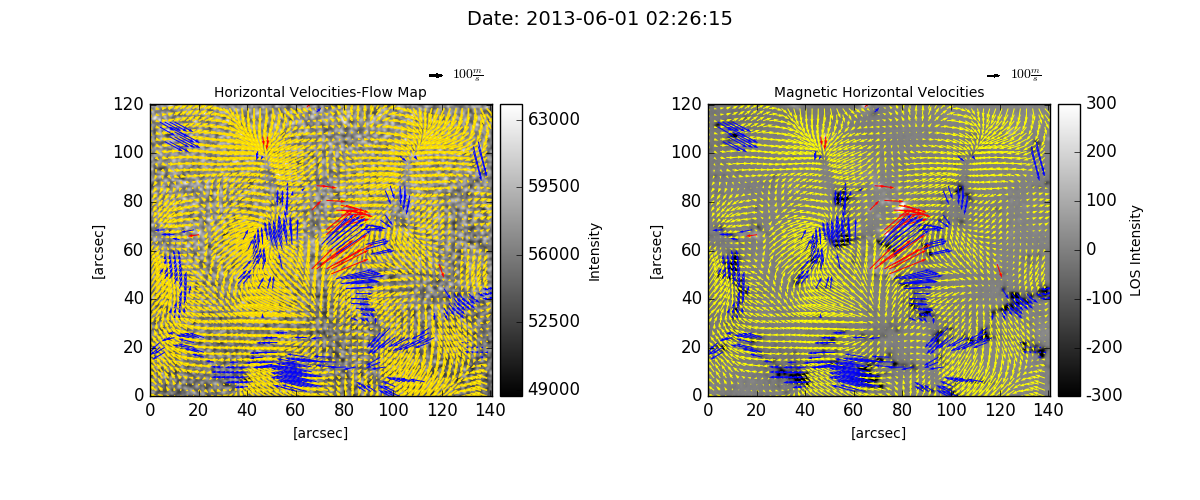 Date: 2013-06-01 02:26:15
100 m/s
100 m/s
Horizontal Velocities-Flow Map
Magnetic Horizontal Velocities
120
100
80
60
40
20
0
[arcsec]
0 20 40 60 80 100 120 140
[arcsec]
63000
59500
56000
52500
49000
Intensity
120
100
80
60
40
20
0
[arcsec]
0 20 40 60 80 100 120 140
[arcsec]
300
200
100
0
-100
-200
-300
LOS Intensity